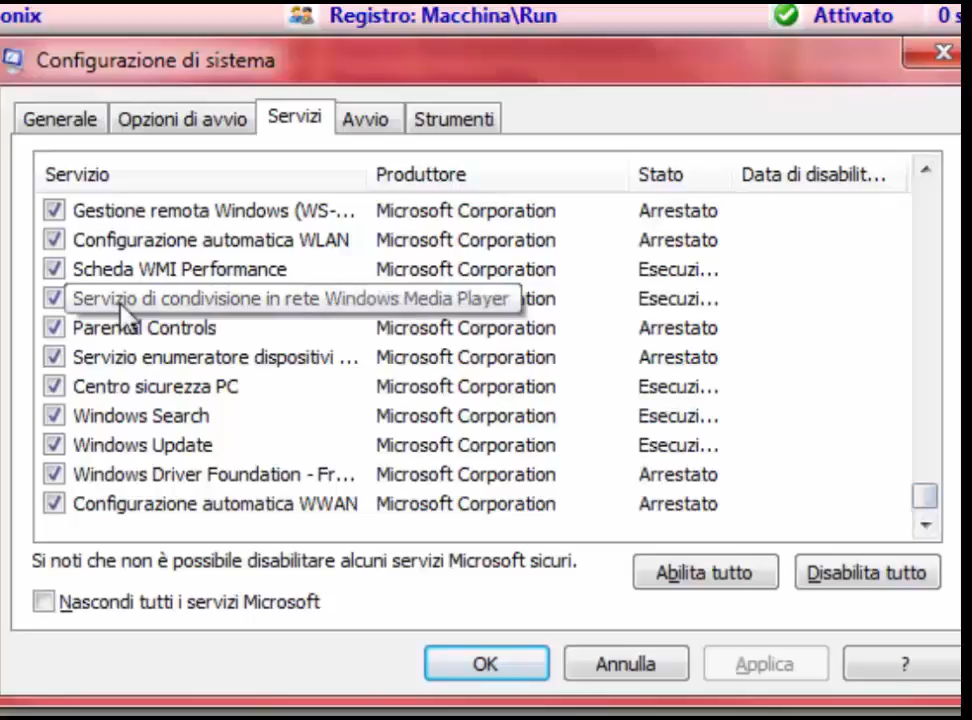 onix Registro: Macchina\Run Attivato 0 s
Configurazione di sistema
Generale Opzioni di avvio Servizi Avvio Strumenti
Servizio Produttore Stato Data di disabilit...
Gestione remota Windows (WS-... Microsoft Corporation Arrestato
Configurazione automatica WLAN Microsoft Corporation Arrestato
Scheda WMI Performance Microsoft Corporation Esecuzi...
Servizio di condivisione in rete Windows Media Player tion Esecuzi...
Parental Controls Microsoft Corporation Arrestato
Servizio enumeratore dispositivi ... Microsoft Corporation Arrestato
Centro sicurezza PC Microsoft Corporation Esecuzi...
Windows Search Microsoft Corporation Esecuzi...
Windows Update Microsoft Corporation Esecuzi...
Windows Driver Foundation - Fr... Microsoft Corporation Arrestato
Configurazione automatica WWAN Microsoft Corporation Arrestato
Si noti che non è possibile disabilitare alcuni servizi Microsoft sicuri.
Abilita tutto Disabilita tutto
Nascondi tutti i servizi Microsoft
OK Annulla Applica ?